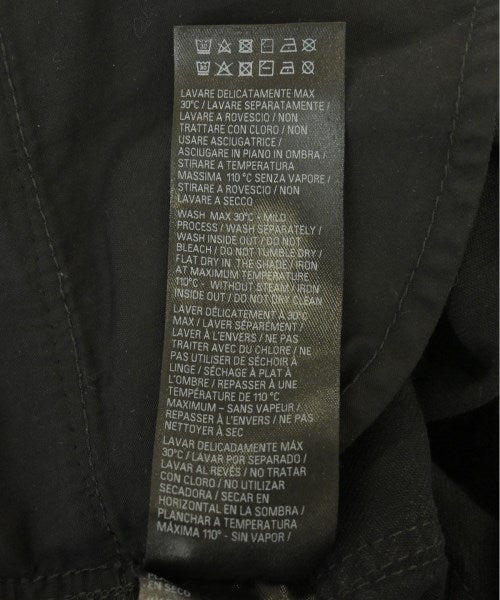 LAVARE DELICATAMENTE MAX
30°C / LAVARE SEPARATAMENTE /
LAVARE A ROVESCIO / NON
TRATTARE CON CLORO / NON
USARE ASCIUGATRICE /
ASCIUGARE IN PIANO IN OMBRA /
STIRARE A TEMPERATURA
MASSIMA 110°C SENZA VAPORE /
STIRARE A ROVESCIO / NON
LAVARE A SECCO
WASH MAX 30°C - MILD
PROCESS / WASH SEPARATELY /
WASH INSIDE OUT / DO NOT
BLEACH / DO NOT TUMBLE DRY /
FLAT DRY IN THE SHADE / IRON
AT MAXIMUM TEMPERATURE
110°C - WITHOUT STEAM / IRON
INSIDE OUT / DO NOT DRY CLEAN
LAVER DÉLICATEMENT À 30°C
MAX / LAVER SÉPARÉMENT /
LAVER À L'ENVERS / NE PAS
TRAITER AVEC DU CHLORE / NE
PAS UTILISER DE SÉCHOIR À
LINGE / SÉCHAGE À PLAT À
L'OMBRE / REPASSER À UNE
TEMPÉRATURE DE 110°C
MAXIMUM – SANS VAPEUR /
REPASSER À L'ENVERS / NE PAS
NETTOYER À SEC
LAVAR DELICADAMENTE MÁX
30°C / LAVAR POR SEPARADO /
LAVAR AL REVÉS / NO TRATAR
CON CLORO / NO UTILIZAR
SECADORA / SECAR EN
HORIZONTAL EN LA SOMBRA /
PLANCHAR A TEMPERATURA
MÁXIMA 110° - SIN VAPOR /
EN SECO